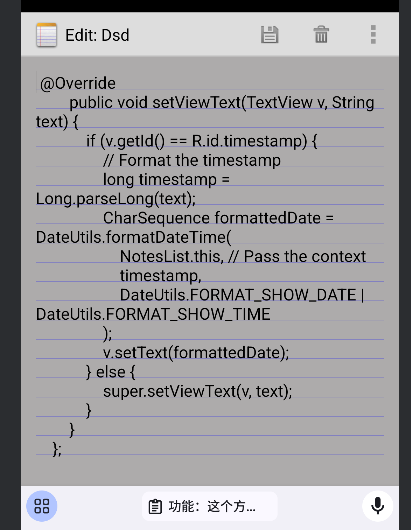 Edit: Dsd
@Override
public void setViewText(TextView v, String
text) {
if (v.getId() == R.id.timestamp) {
// Format the timestamp
long timestamp =
Long.parseLong(text);
CharSequence formattedDate =
DateUtils.formatDateTime(
NotesList.this, // Pass the context
timestamp,
DateUtils.FORMAT_SHOW_DATE |
DateUtils.FORMAT_SHOW_TIME
);
v.setText(formattedDate);
} else {
super.setViewText(v, text);
}
}
};
功能：这个方...